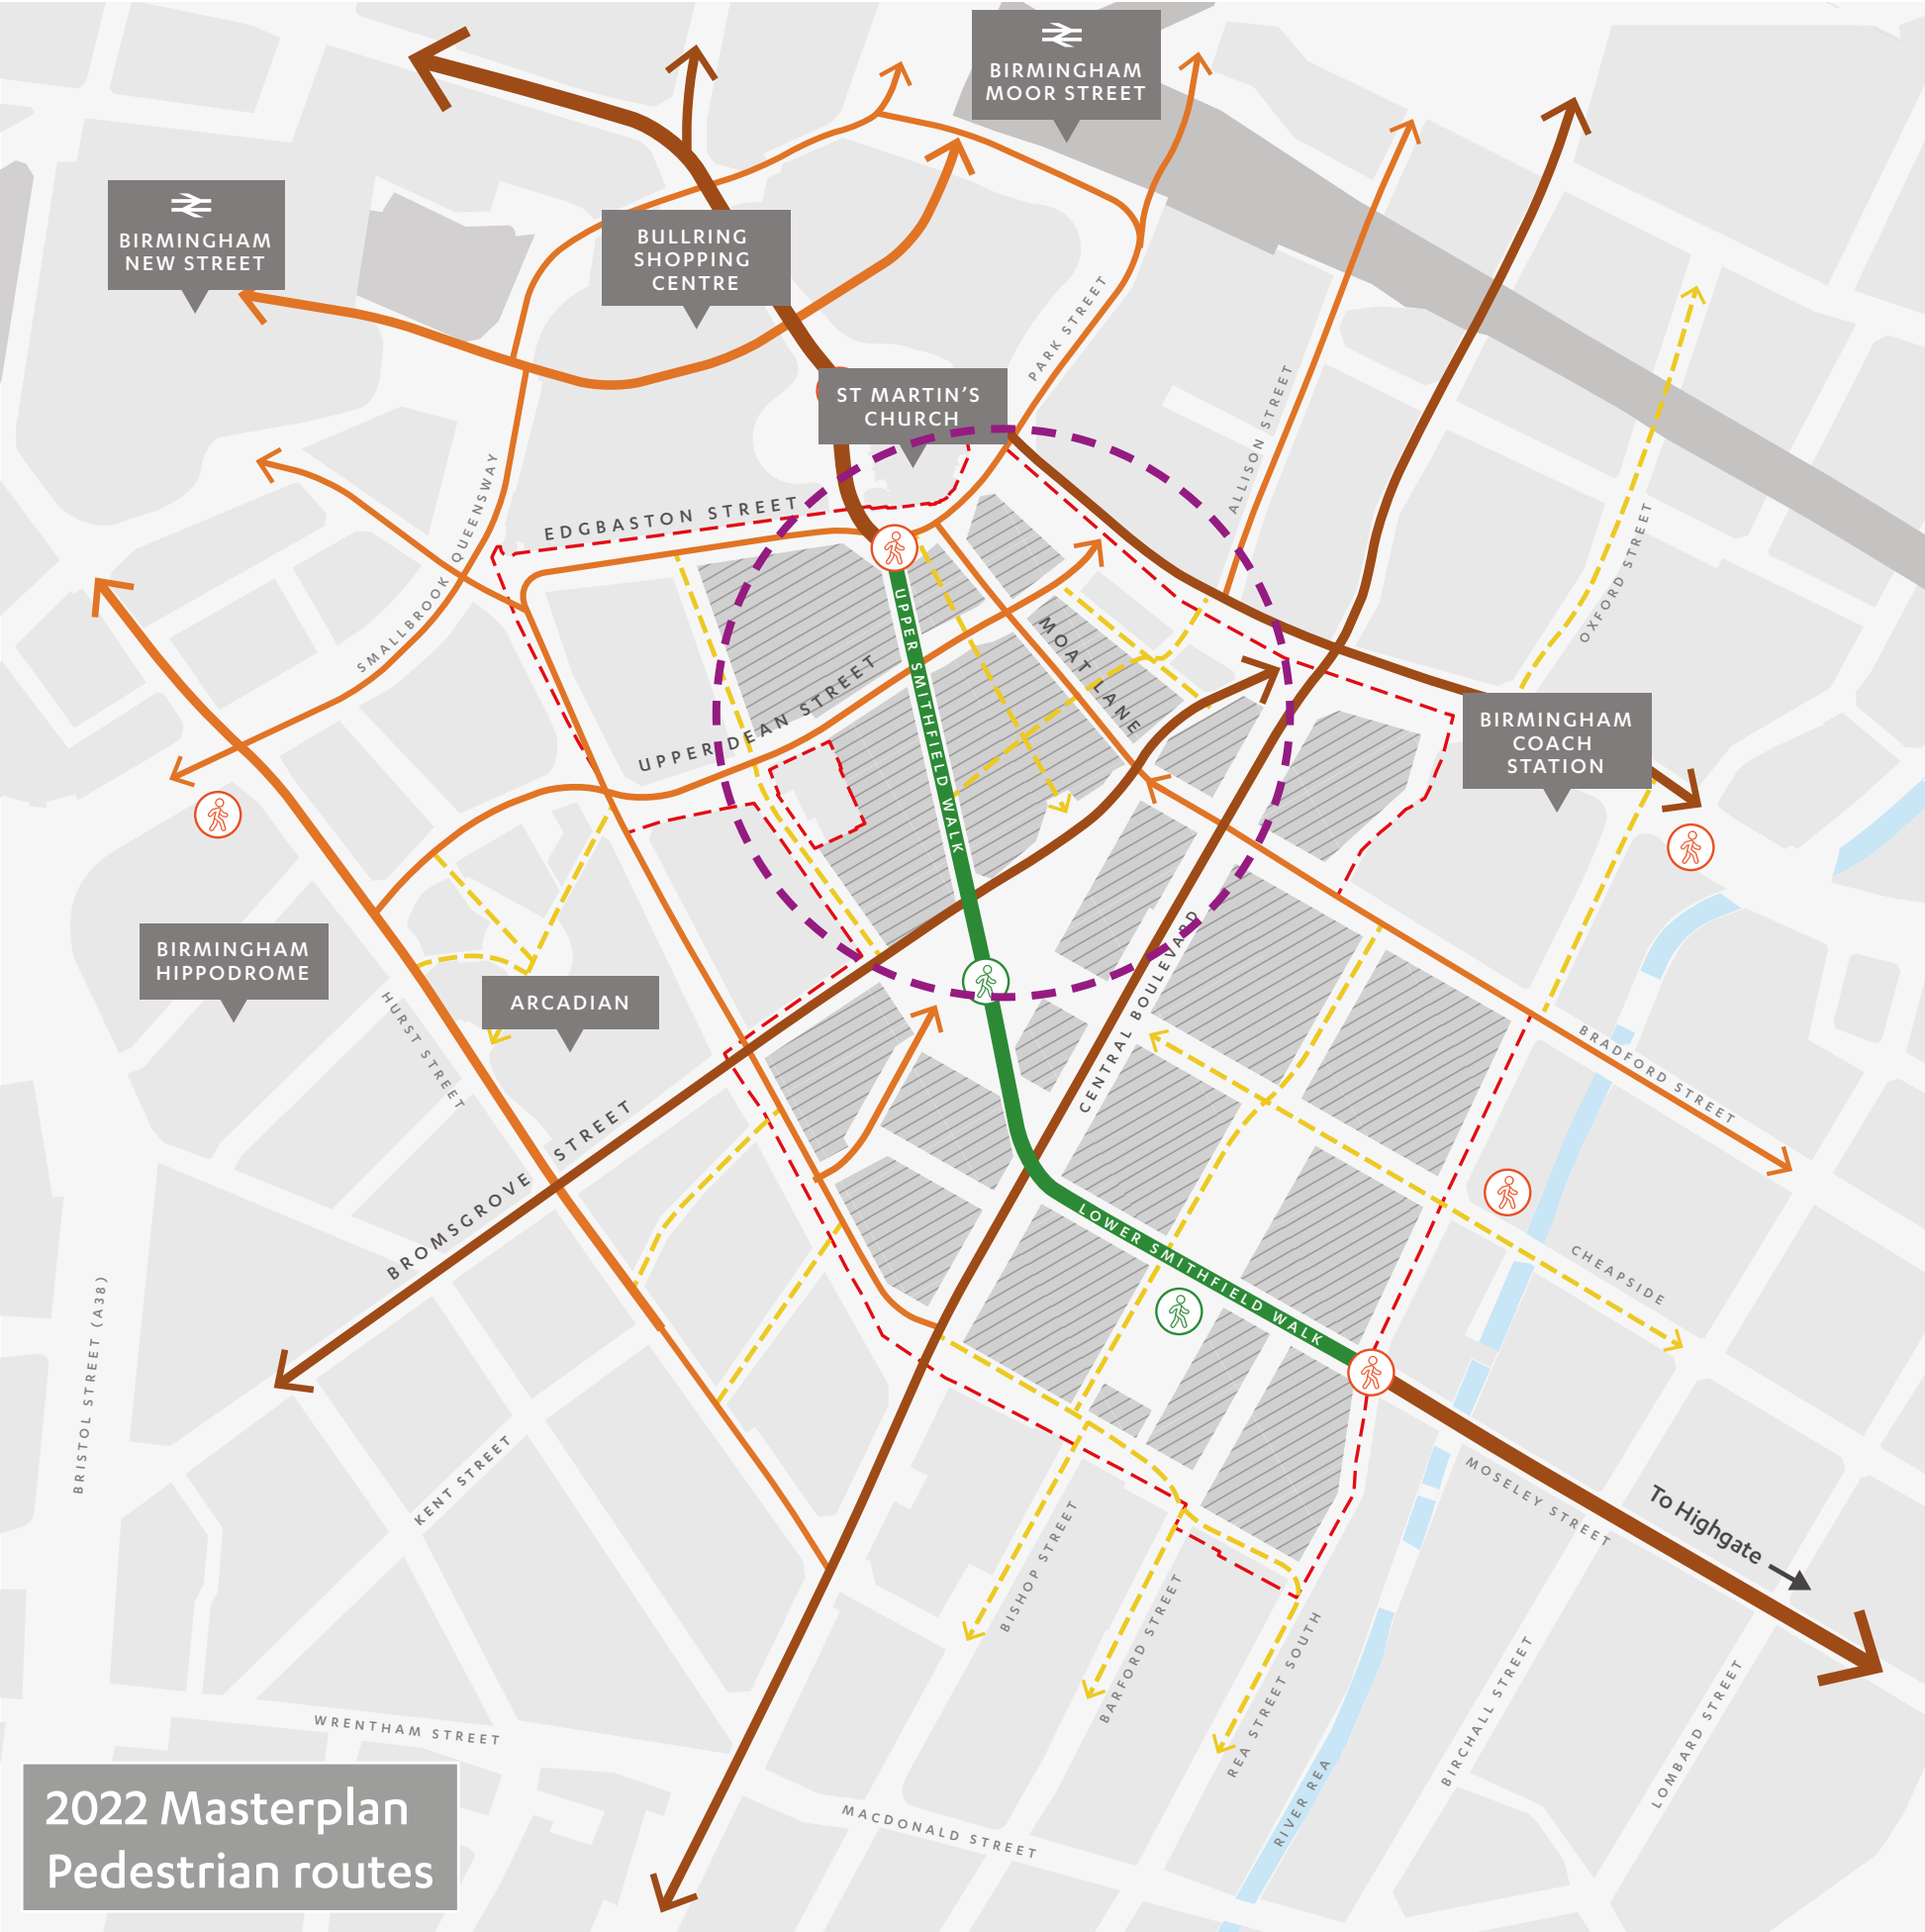 BIRMINGHAM
MOOR STREET
BIRMINGHAM
NEW STREET
BULLRING
SHOPPING
CENTRE
PARK STREET
ST MARTIN’S
CHURCH
ALLISON STREET
SMALLBROOK QUEENSWAY
EDGBASTON STREET
OXFORD STREET
UPPER SMITHFIELD WALK
MOAT LANE
UPPER DEAN STREET
BIRMINGHAM
COACH
STATION
BIRMINGHAM
HIPPODROME
ARCADIAN
HURST STREET
CENTRAL BOULEVARD
BRADFORD STREET
BROMSGROVE STREET
LOWER SMITHFIELD WALK
CHEAPSIDE
BRISTOL STREET (A38)
KENT STREET
MOSELEY STREET
To Highgate
BISHOP STREET
BARFORD STREET
REA STREET SOUTH
BIRCHALL STREET
LOMBARD STREET
WRENTHAM STREET
RIVER REA
MACDONALD STREET
2022 Masterplan
Pedestrian routes